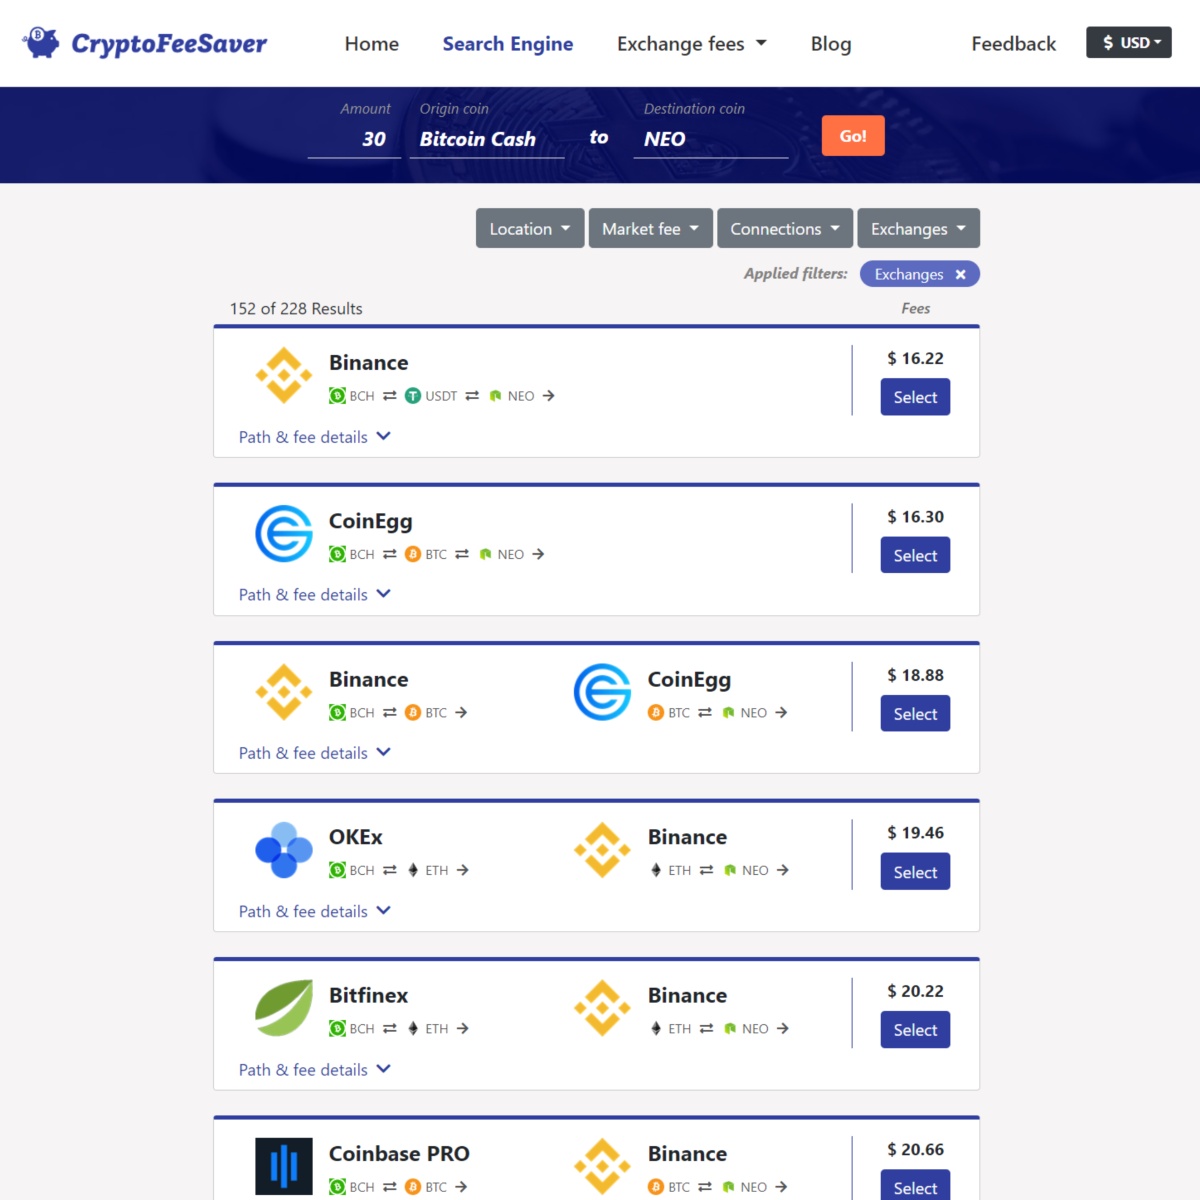 CryptoFeeSaver Home Search Engine Exchange fees Blog Feedback $ USD
Amount Origin coin Destination coin
30 Bitcoin Cash to NEO Go!
Location Market fee Connections Exchanges
Applied filters: Exchanges ×
152 of 228 Results Fees
Binance $ 16.22
BCH USDT NEO Select
Path & fee details
CoinEgg $ 16.30
BCH BTC NEO Select
Path & fee details
Binance CoinEgg $ 18.88
BCH BTC BTC NEO Select
Path & fee details
OKEx Binance $ 19.46
BCH ETH ETH NEO Select
Path & fee details
Bitfinex Binance $ 20.22
BCH ETH ETH NEO Select
Path & fee details
Coinbase PRO Binance $ 20.66
BCH BTC BTC NEO Select